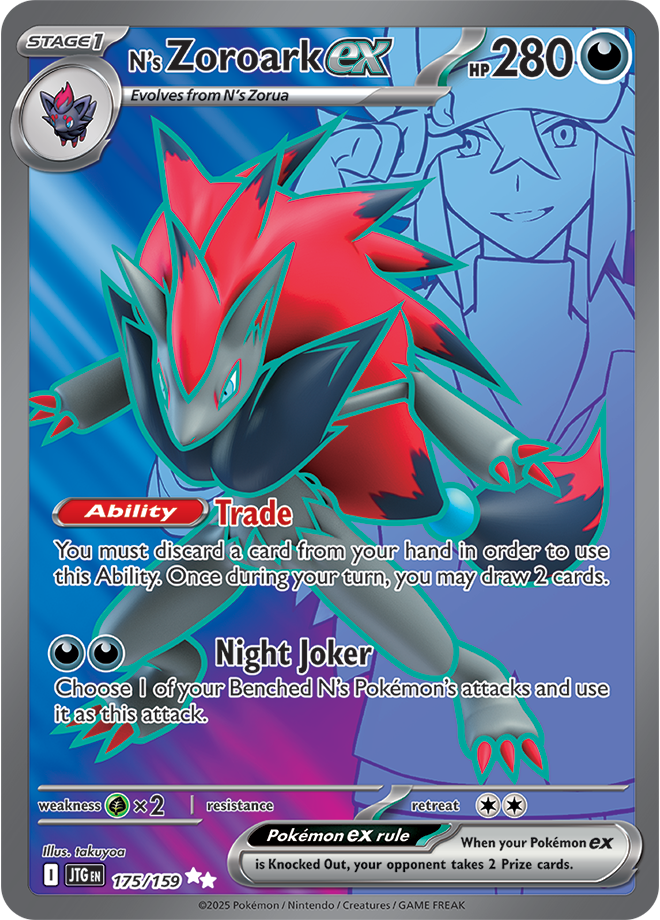 STAGE 1
N's Zoroark ex
HP 280
Evolves from N's Zorua
Ability Trade
You must discard a card from your hand in order to use
this Ability. Once during your turn, you may draw 2 cards.
Night Joker
Choose 1 of your Benched N's Pokémon's attacks and use
it as this attack.
weakness ×2 resistance retreat
Illus. takuyoa
Pokémon ex rule
When your Pokémon ex
is Knocked Out, your opponent takes 2 Prize cards.
I JTG EN 175/159
©2025 Pokémon / Nintendo / Creatures / GAME FREAK